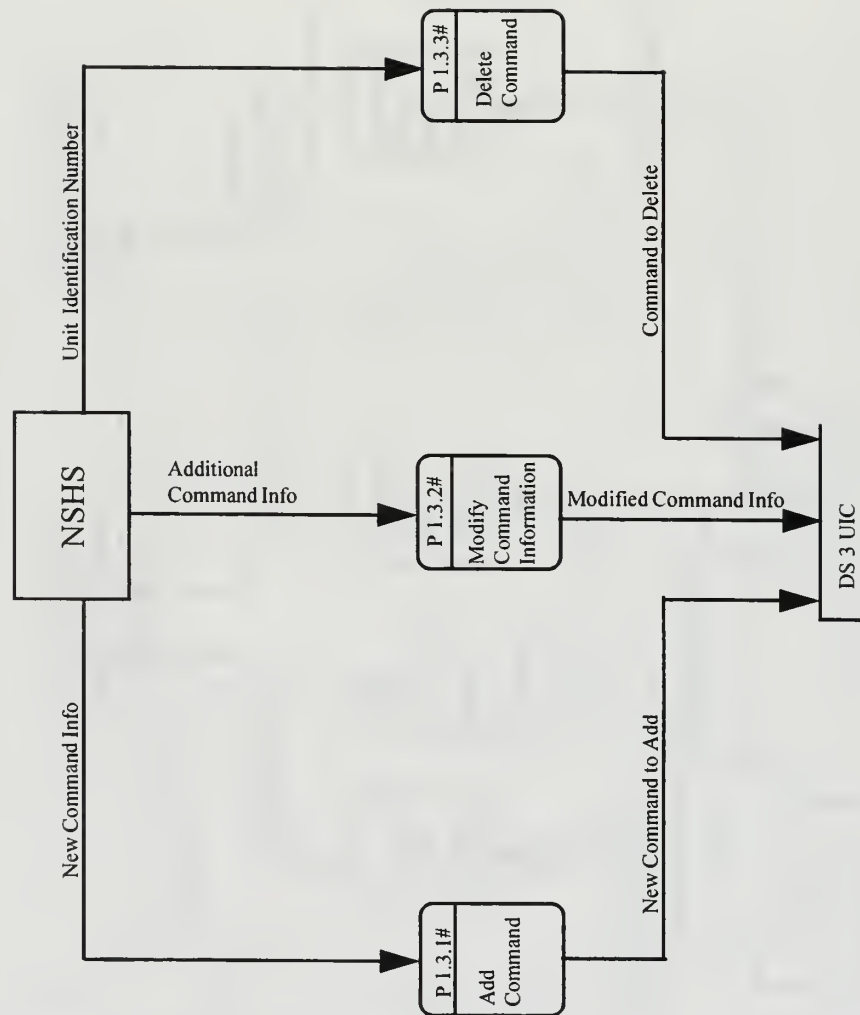 NSHS
New Command Info
Additional
Command Info
Unit Identification Number
P 1.3.1#
Add
Command
P 1.3.2#
Modify
Command
Information
P 1.3.3#
Delete
Command
New Command to Add
Modified Command Info
Command to Delete
DS 3 UIC